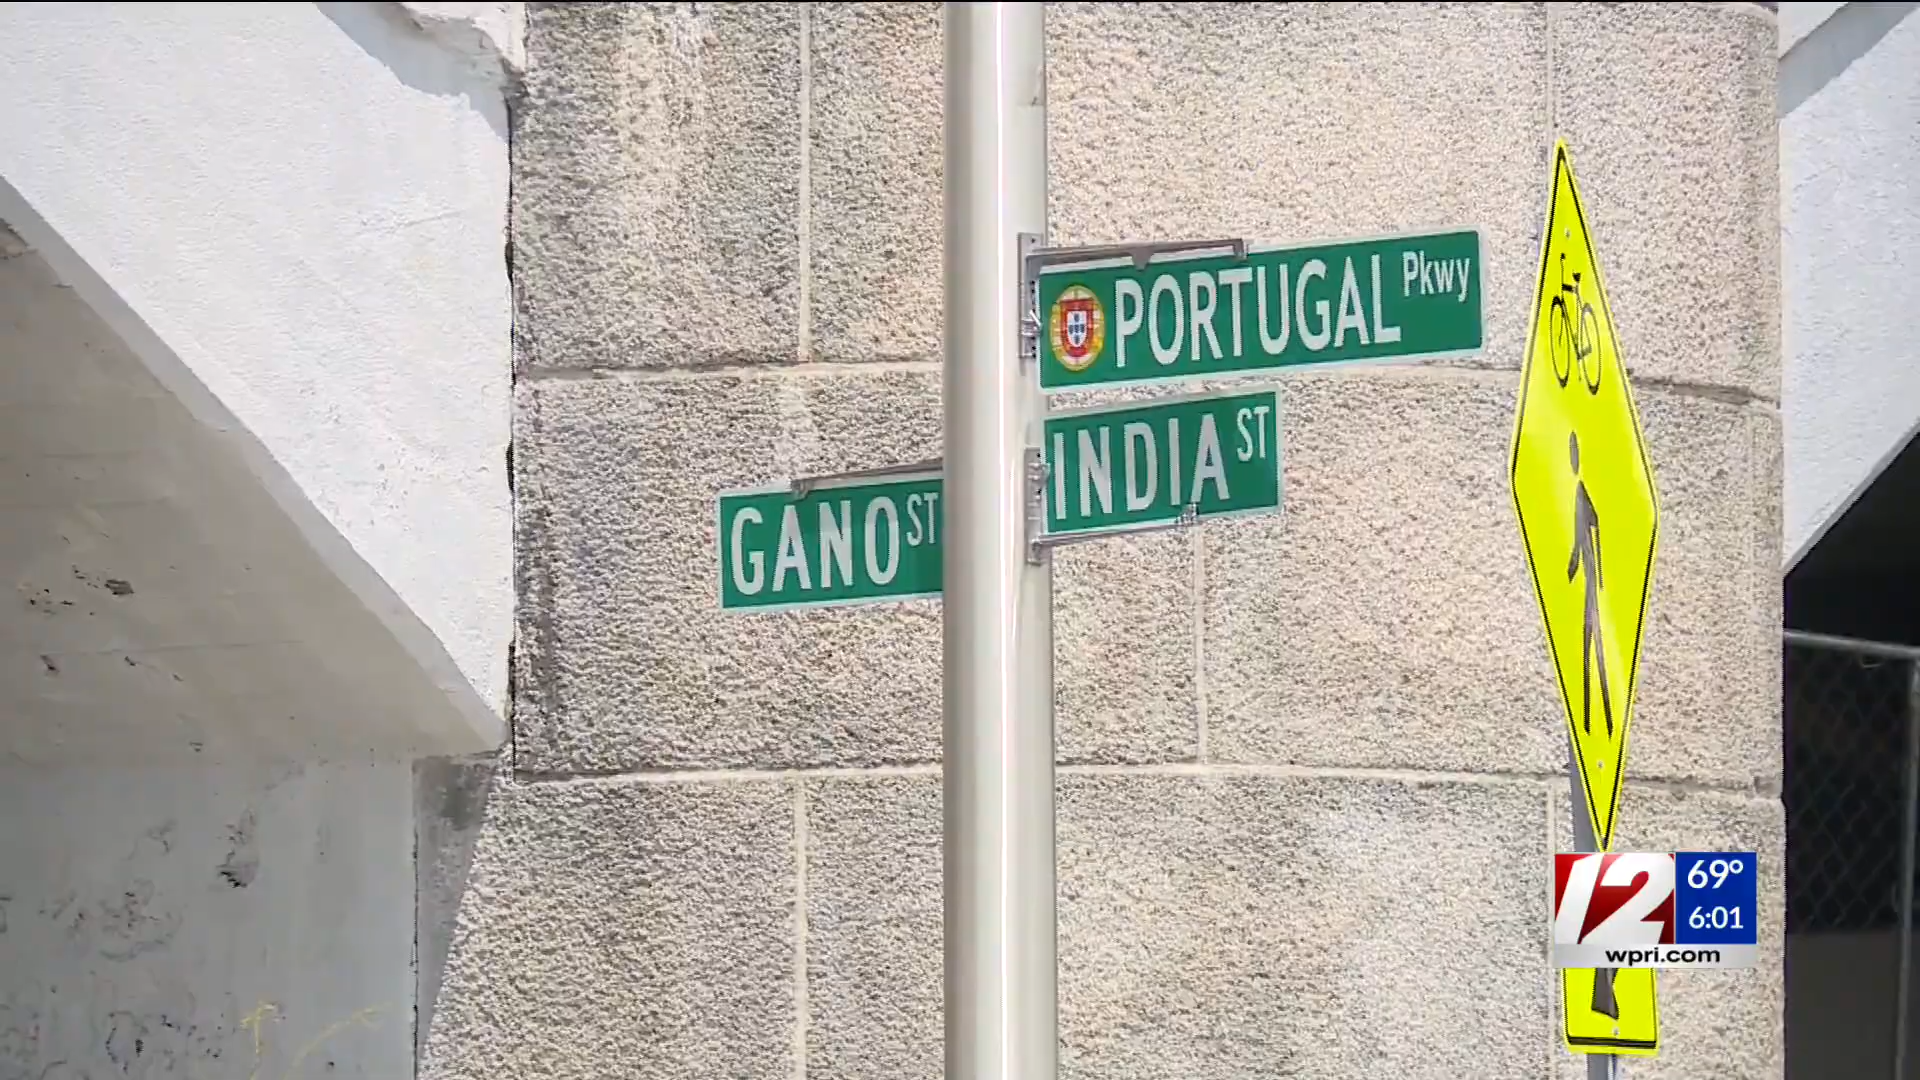 PORTUGAL Pkwy
INDIA ST
GANO ST
12
69°
6:01
wpri.com